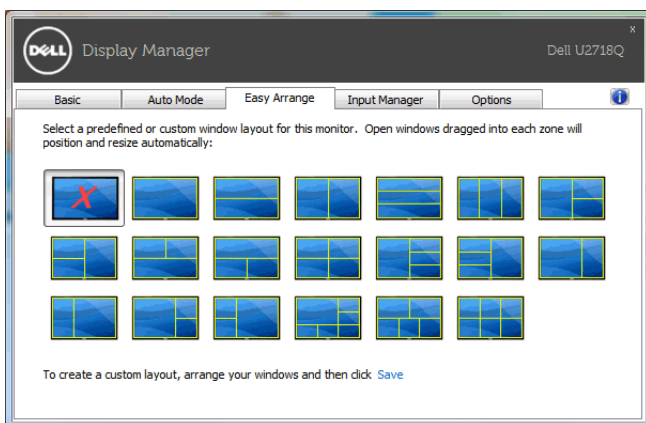 DELL Display Manager
x
Dell U2718Q
Basic Auto Mode Easy Arrange Input Manager Options
Select a predefined or custom window layout for this monitor. Open windows dragged into each zone will
position and resize automatically:
X
To create a custom layout, arrange your windows and then click Save